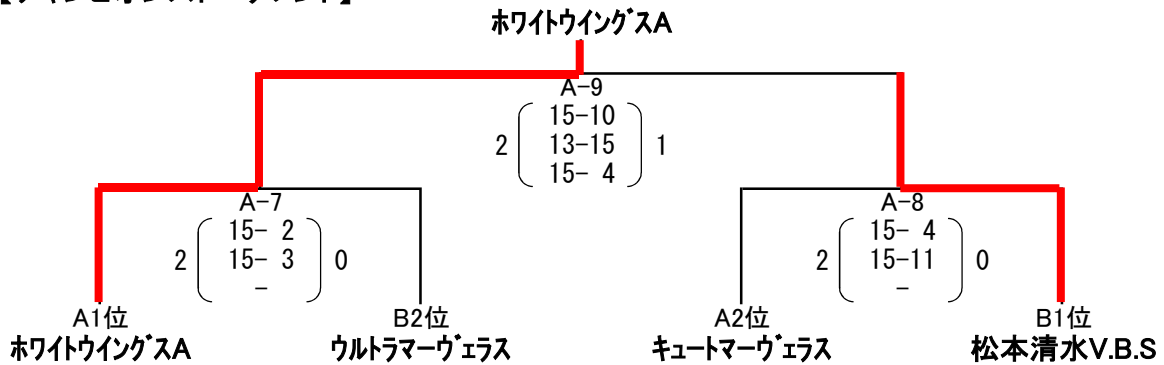 ホワイトウイングスA
A-9
15-10
2 13-15 1
15- 4
A-7
15- 2
2 15- 3 0
-
A-8
15- 4
2 15-11 0
-
A1位 B2位 A2位 B1位
ホワイトウイングスA ウルトラマーヴェラス キュートマーヴェラス 松本清水V.B.S